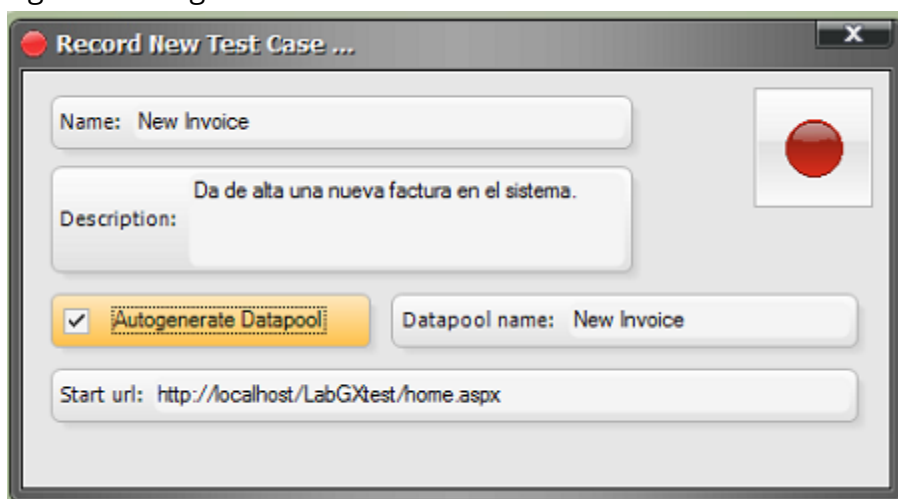 Record New Test Case ...
Name: New Invoice
Da de alta una nueva factura en el sistema.
Description:
Autogenerate Datapool
Datapool name: New Invoice
Start url: http://localhost/LabGXtest/home.aspx